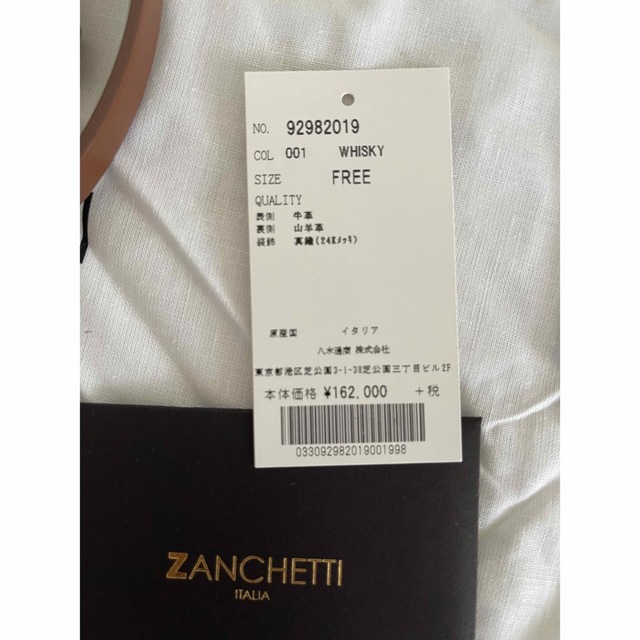 NO. 92982019
COL 001 WHISKY
SIZE FREE
QUALITY
表側 牛革
裏側 山羊革
装飾 真鍮(24Kメッキ)
原産国 イタリア
八木通商 株式会社
東京都港区芝公園3-1-38芝公園三丁目ビル2F
本体価格 ¥162,000 +税
033092982019001998
ZANCHETTI
ITALIA